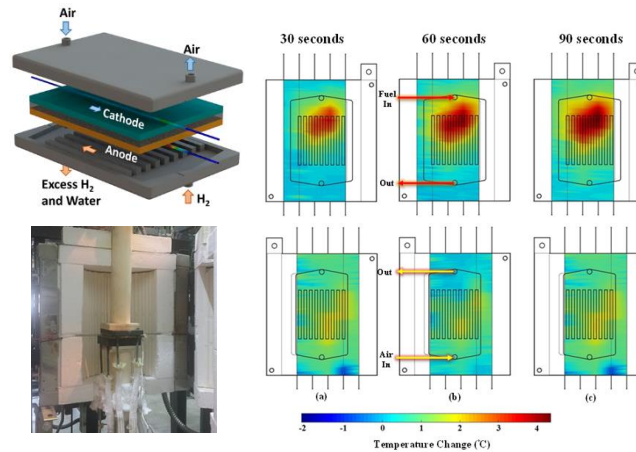 Air
Air
Cathode
Anode
Excess H₂
and Water
H₂
30 seconds
60 seconds
90 seconds
Fuel
In
Out
Out
Air
In
(a)
(b)
(c)
-2
-1
0
1
2
3
4
Temperature Change (℃)